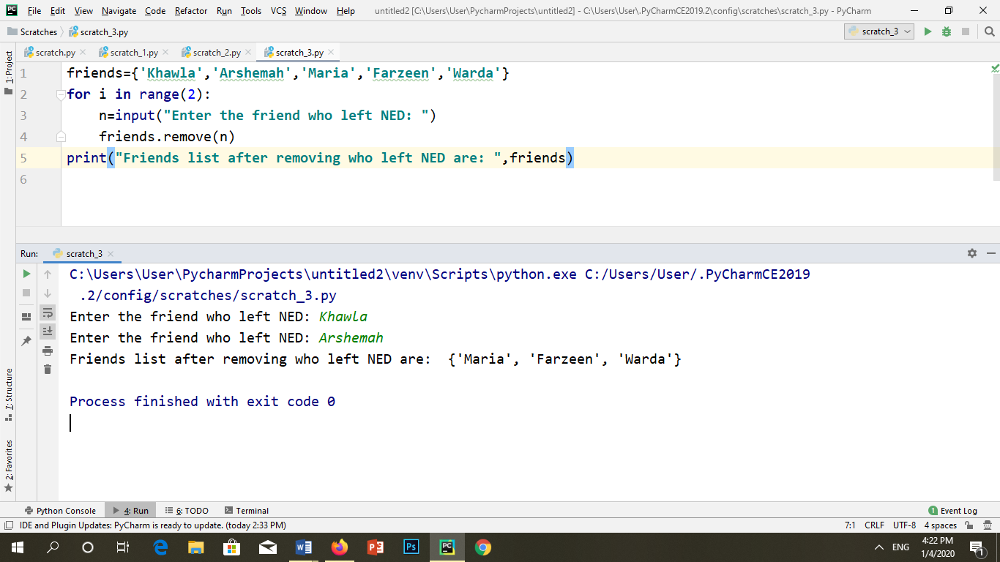 PC File Edit View Navigate Code Refactor Run Tools VCS Window Help untitled2 [C:\Users\User\PycharmProjects\untitled2] - C:\Users\User\.PyCharmCE2019.2\config\scratches\scratch_3.py - PyCharm
Scratches scratch_3.py scratch_3
scratch.py scratch_1.py scratch_2.py scratch_3.py
1: Project
1 friends={'Khawla','Arshemah','Maria','Farzeen','Warda'}
2 for i in range(2):
3 n=input("Enter the friend who left NED: ")
4 friends.remove(n)
5 print("Friends list after removing who left NED are: ",friends)
6
Run: scratch_3
C:\Users\User\PycharmProjects\untitled2\venv\Scripts\python.exe C:/Users/User/.PyCharmCE2019
.2/config/scratches/scratch_3.py
Enter the friend who left NED: Khawla
Enter the friend who left NED: Arshemah
Friends list after removing who left NED are:  {'Maria', 'Farzeen', 'Warda'}
Process finished with exit code 0
7: Structure
2: Favorites
Python Console 4: Run 6: TODO Terminal 1 Event Log
IDE and Plugin Updates: PyCharm is ready to update. (today 2:33 PM) 7:1 CRLF UTF-8 4 spaces
W P Ps PC ENG 4:22 PM 1
1/4/2020